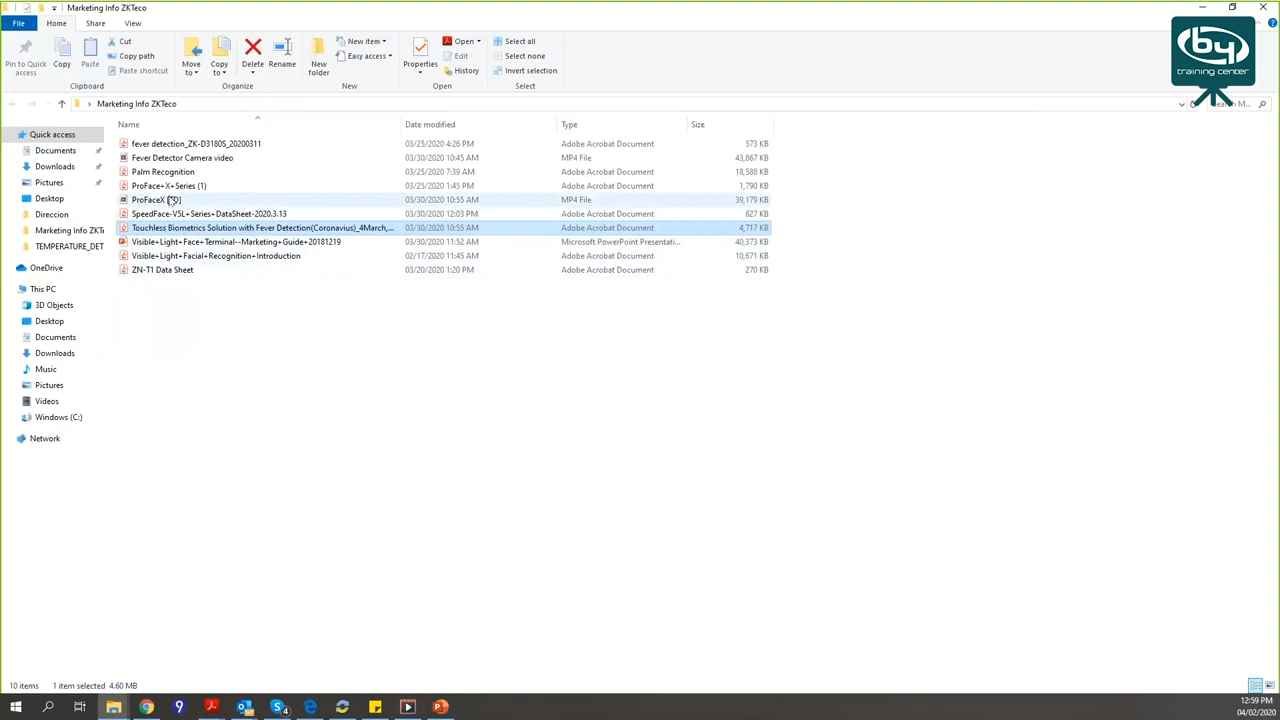 Marketing Info ZKTeco
File Home Share View
Pin to Quick access
Copy
Paste
Cut
Copy path
Paste shortcut
Clipboard
Move to
Copy to
Delete
Rename
Organize
New folder
New item
Easy access
New
Properties
Open
Edit
History
Open
Select all
Select none
Invert selection
Select
by
training center
Marketing Info ZKTeco
Name Date modified Type Size
fever detection_ZK-D3180S_20200311 03/25/2020 4:26 PM Adobe Acrobat Document 573 KB
Fever Detector Camera video 03/30/2020 10:45 AM MP4 File 43,867 KB
Palm Recognition 03/25/2020 7:39 AM Adobe Acrobat Document 18,588 KB
ProFace+X+Series (1) 03/25/2020 1:45 PM Adobe Acrobat Document 1,790 KB
ProFaceX 03/30/2020 10:55 AM MP4 File 39,179 KB
SpeedFace-V5L+Series+DataSheet-2020.3.13 03/30/2020 12:03 PM Adobe Acrobat Document 627 KB
Touchless Biometrics Solution with Fever Detection(Coronavius)_4March,... 03/30/2020 10:55 AM Adobe Acrobat Document 4,717 KB
Visible+Light+Face+Terminal--Marketing+Guide+20181219 03/30/2020 11:52 AM Microsoft PowerPoint Presentati... 40,373 KB
Visible+Light+Facial+Recognition+Introduction 02/17/2020 11:45 AM Adobe Acrobat Document 10,671 KB
ZN-T1 Data Sheet 03/20/2020 1:20 PM Adobe Acrobat Document 270 KB
Quick access
Documents
Downloads
Pictures
Desktop
Direccion
Marketing Info ZKTe
TEMPERATURE_DET
OneDrive
This PC
3D Objects
Desktop
Documents
Downloads
Music
Pictures
Videos
Windows (C:)
Network
10 items 1 item selected 4.60 MB
12:59 PM
04/02/2020